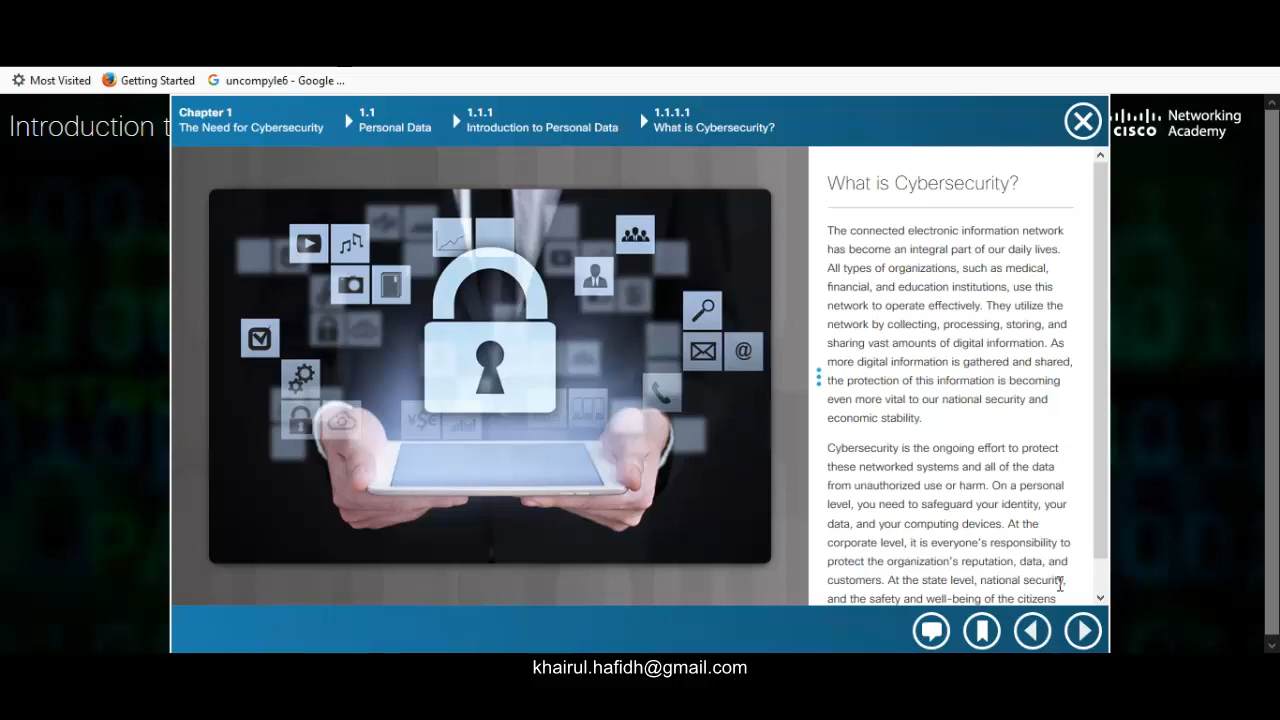 Most Visited Getting Started uncompyle6 - Google ...
Introduction t
Chapter 1
The Need for Cybersecurity
1.1
Personal Data
1.1.1
Introduction to Personal Data
1.1.1.1
What is Cybersecurity?
CISCO
Networking
Academy
@
What is Cybersecurity?
The connected electronic information network
has become an integral part of our daily lives.
All types of organizations, such as medical,
financial, and education institutions, use this
network to operate effectively. They utilize the
network by collecting, processing, storing, and
sharing vast amounts of digital information. As
more digital information is gathered and shared,
the protection of this information is becoming
even more vital to our national security and
economic stability.
Cybersecurity is the ongoing effort to protect
these networked systems and all of the data
from unauthorized use or harm. On a personal
level, you need to safeguard your identity, your
data, and your computing devices. At the
corporate level, it is everyone's responsibility to
protect the organization's reputation, data, and
customers. At the state level, national security,
and the safety and well-being of the citizens
khairul.hafidh@gmail.com